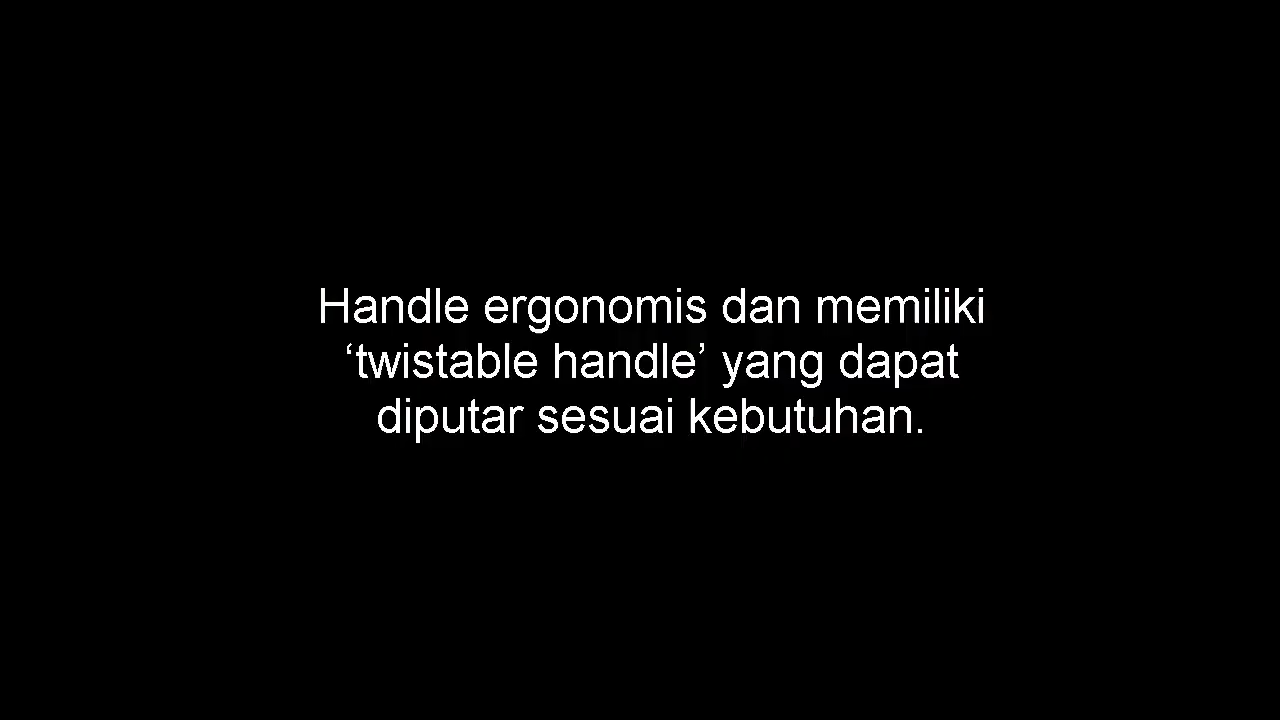 Handle ergonomis dan memiliki
‘twistable handle’ yang dapat
diputar sesuai kebutuhan.